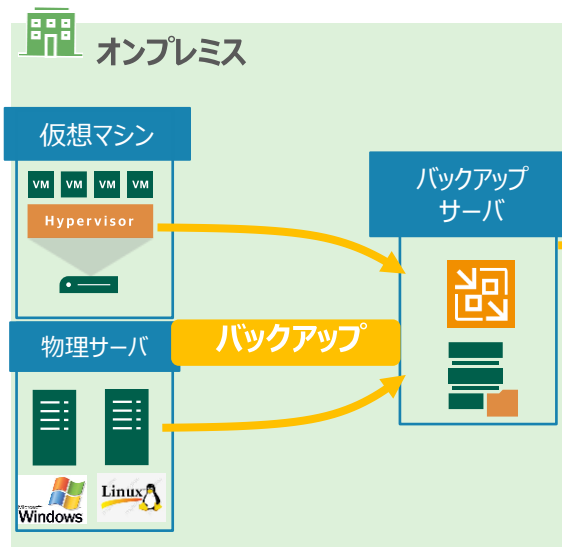 オンプレミス
仮想マシン
VM VM VM VM
Hypervisor
バックアップ
サーバ
バックアップ
物理サーバ
Microsoft
Windows
Linux